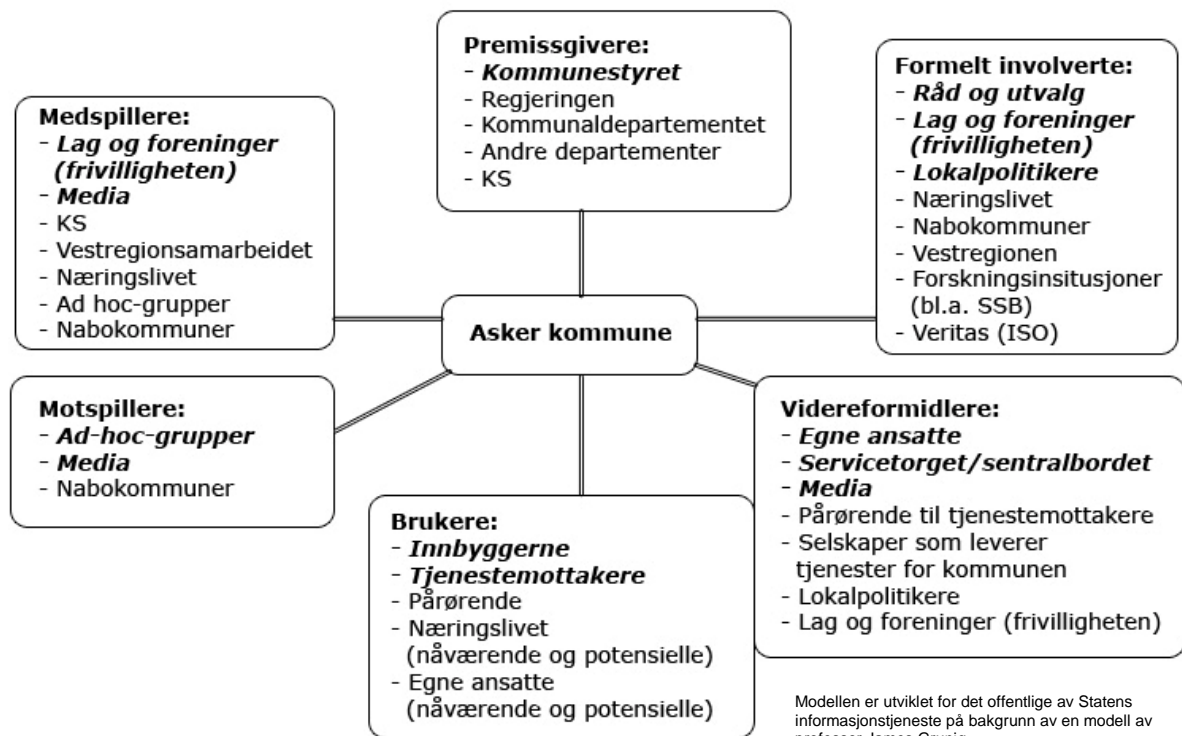 Premissgivere:
- Kommunestyret
- Regjeringen
- Kommunaldepartementet
- Andre departementer
- KS
Formelt involverte:
- Råd og utvalg
- Lag og foreninger
(frivilligheten)
- Lokalpolitikere
- Næringslivet
- Nabokommuner
- Vestregionen
- Forskningsinsitusjoner
(bl.a. SSB)
- Veritas (ISO)
Medspillere:
- Lag og foreninger
(frivilligheten)
- Media
- KS
- Vestregionsamarbeidet
- Næringslivet
- Ad hoc-grupper
- Nabokommuner
Asker kommune
Motspillere:
- Ad-hoc-grupper
- Media
- Nabokommuner
Brukere:
- Innbyggerne
- Tjenestemottakere
- Pårørende
- Næringslivet
(nåværende og potensielle)
- Egne ansatte
(nåværende og potensielle)
Videreformidlere:
- Egne ansatte
- Servicetorget/sentralbordet
- Media
- Pårørende til tjenestemottakere
- Selskaper som leverer
tjenester for kommunen
- Lokalpolitikere
- Lag og foreninger (frivilligheten)
Modellen er utviklet for det offentlige av Statens
informasjonstjeneste på bakgrunn av en modell av
professor James Grunig